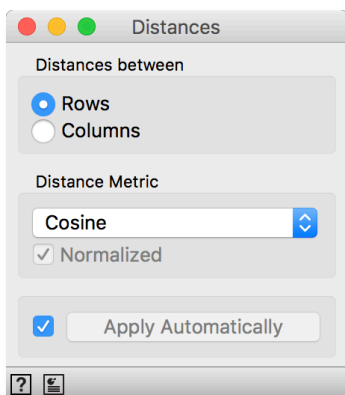 Distances
Distances between
Rows
Columns
Distance Metric
Cosine
Normalized
Apply Automatically
?